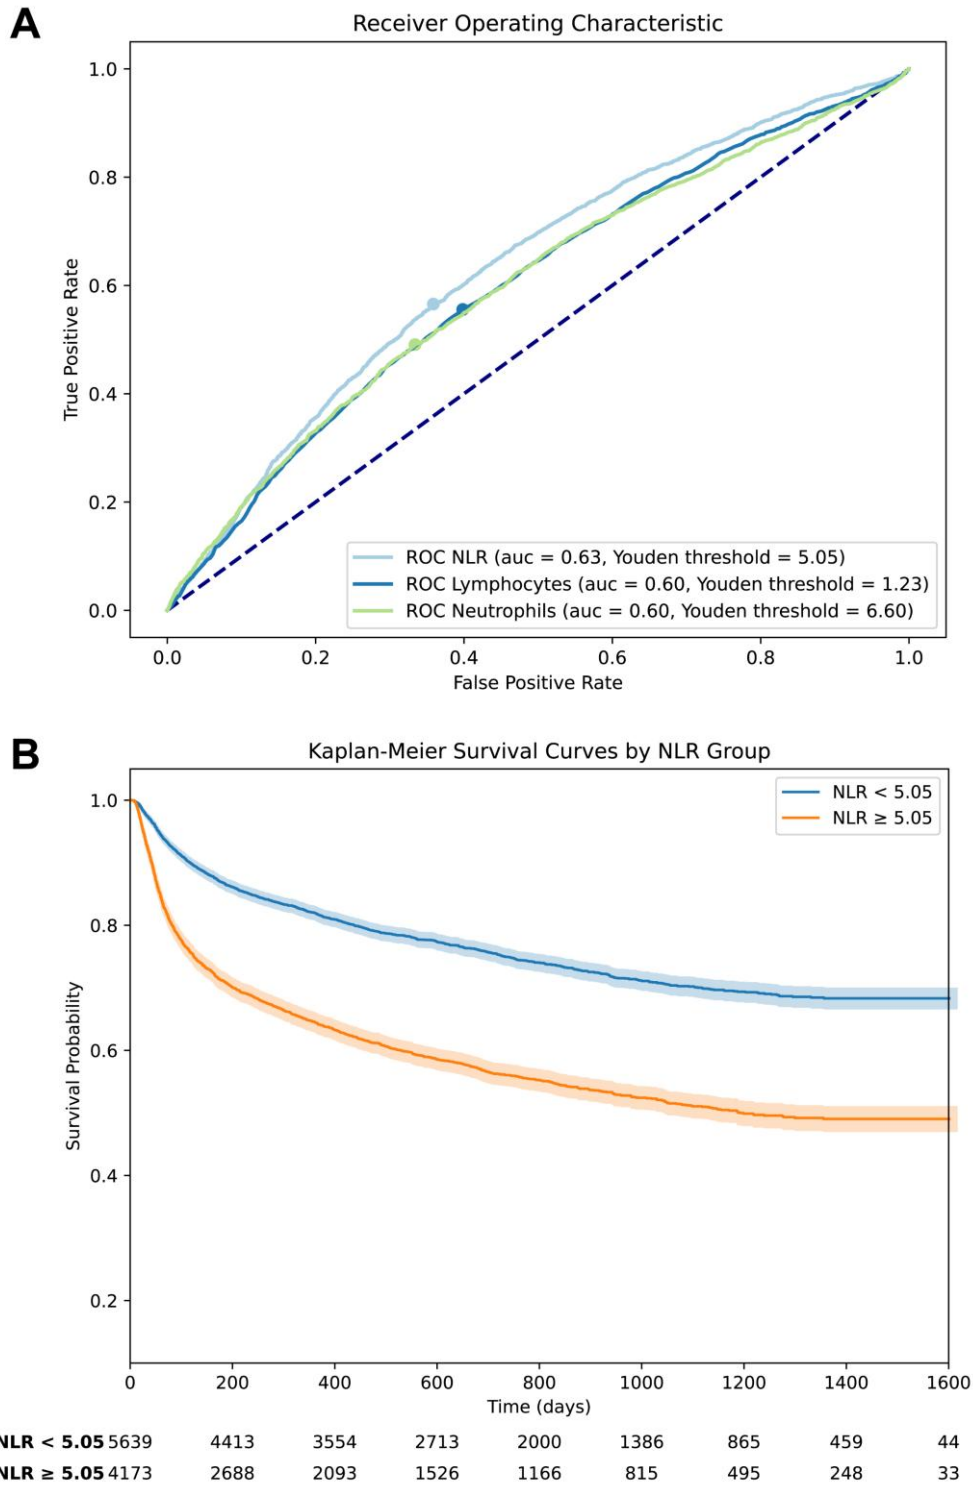 A
Receiver Operating Characteristic
1.0
0.8
0.6
0.4
0.2
0.0
True Positive Rate
ROC NLR (auc = 0.63, Youden threshold = 5.05)
ROC Lymphocytes (auc = 0.60, Youden threshold = 1.23)
ROC Neutrophils (auc = 0.60, Youden threshold = 6.60)
0.0 0.2 0.4 0.6 0.8 1.0
False Positive Rate
B
Kaplan-Meier Survival Curves by NLR Group
NLR < 5.05
NLR ≥ 5.05
1.0
0.8
0.6
0.4
0.2
Survival Probability
0 200 400 600 800 1000 1200 1400 1600
Time (days)
NLR < 5.05 5639 4413 3554 2713 2000 1386 865 459 44
NLR ≥ 5.05 4173 2688 2093 1526 1166 815 495 248 33